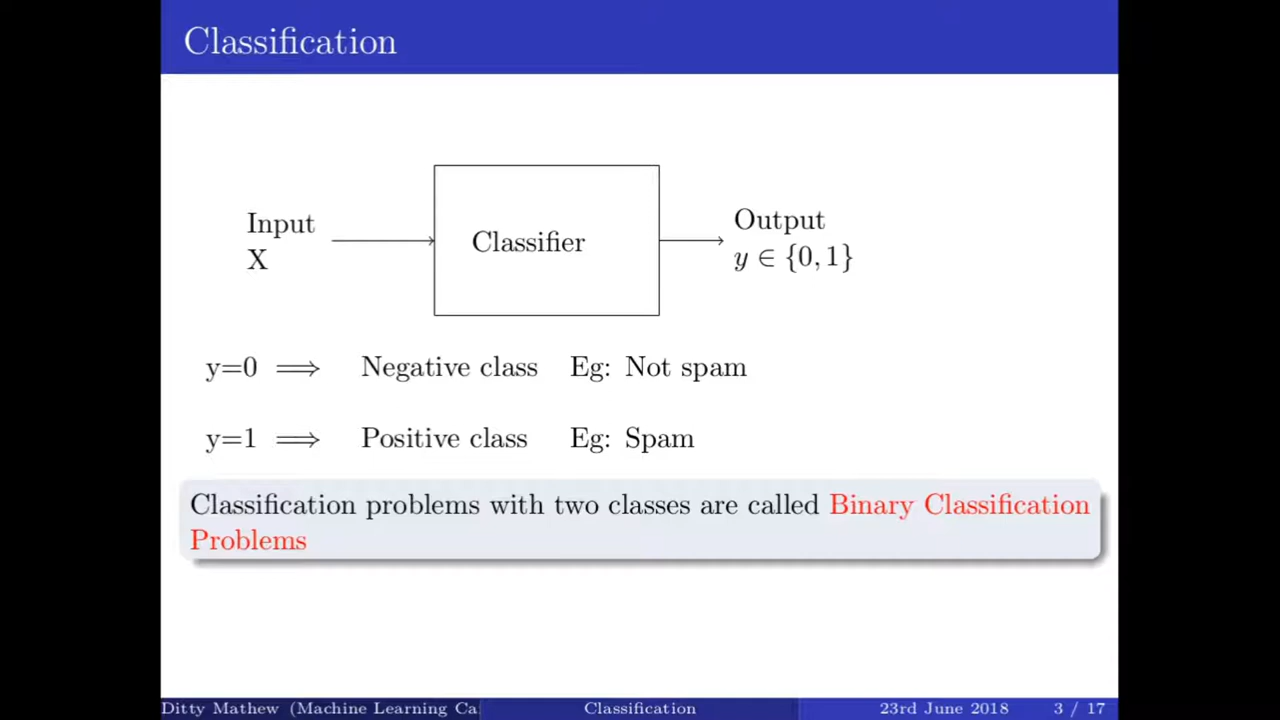 Classification
Input
X
Classifier
Output
y ∈ {0, 1}
y=0 ⟹ Negative class Eg: Not spam
y=1 ⟹ Positive class Eg: Spam
Classification problems with two classes are called Binary Classification
Problems
Ditty Mathew (Machine Learning Ca
Classification
23rd June 2018
3 / 17